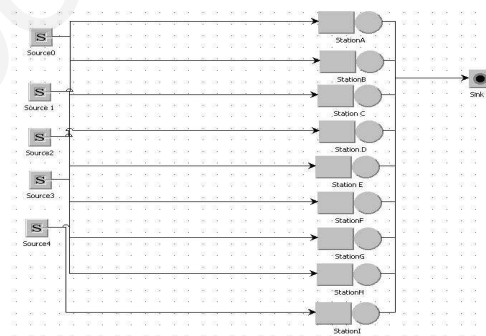 S
Source0
S
Source 1
S
Source2
S
Source3
S
Source4
StationA
StationB
Station C
Station D
Station E
StationF
StationG
StationH
StationI
Sink